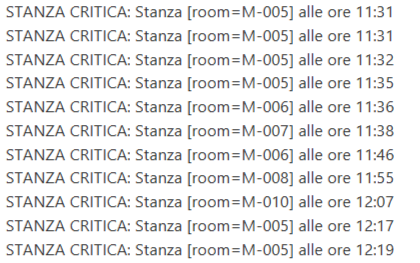 STANZA CRITICA: Stanza [room=M-005] alle ore 11:31
STANZA CRITICA: Stanza [room=M-005] alle ore 11:31
STANZA CRITICA: Stanza [room=M-005] alle ore 11:32
STANZA CRITICA: Stanza [room=M-005] alle ore 11:35
STANZA CRITICA: Stanza [room=M-006] alle ore 11:36
STANZA CRITICA: Stanza [room=M-007] alle ore 11:38
STANZA CRITICA: Stanza [room=M-006] alle ore 11:46
STANZA CRITICA: Stanza [room=M-008] alle ore 11:55
STANZA CRITICA: Stanza [room=M-010] alle ore 12:07
STANZA CRITICA: Stanza [room=M-005] alle ore 12:17
STANZA CRITICA: Stanza [room=M-005] alle ore 12:19